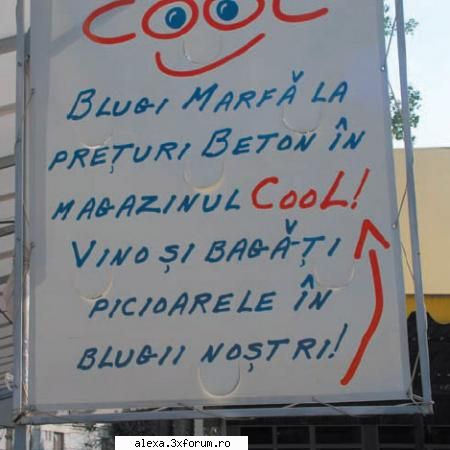 COOL
BLUGI MARFĂ LA
PREȚURI BETON ÎN
MAGAZINUL COOL!
VINO ȘI BAGĂ-ȚI
PICIOARELE ÎN
BLUGII NOȘTRI!
alexa.3xforum.ro